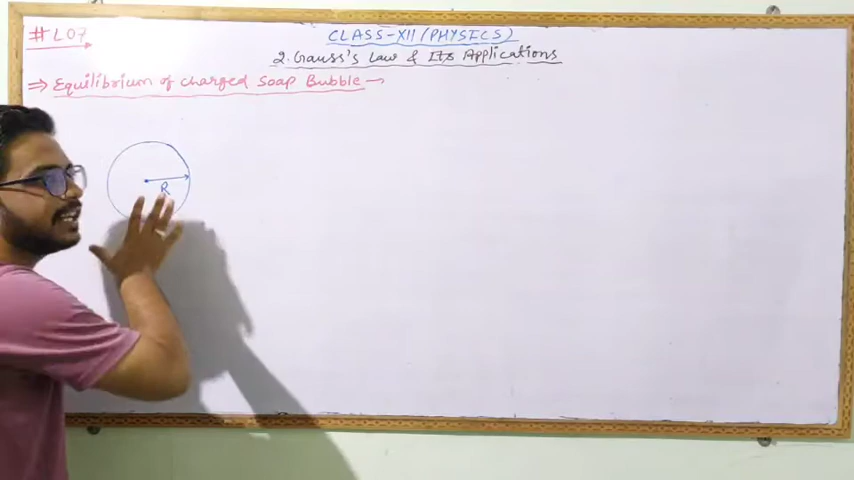 #L07
CLASS-XII (PHYSICS)
2. Gauss's Law & Its Applications
⇒ Equilibrium of charged Soap Bubble →
R